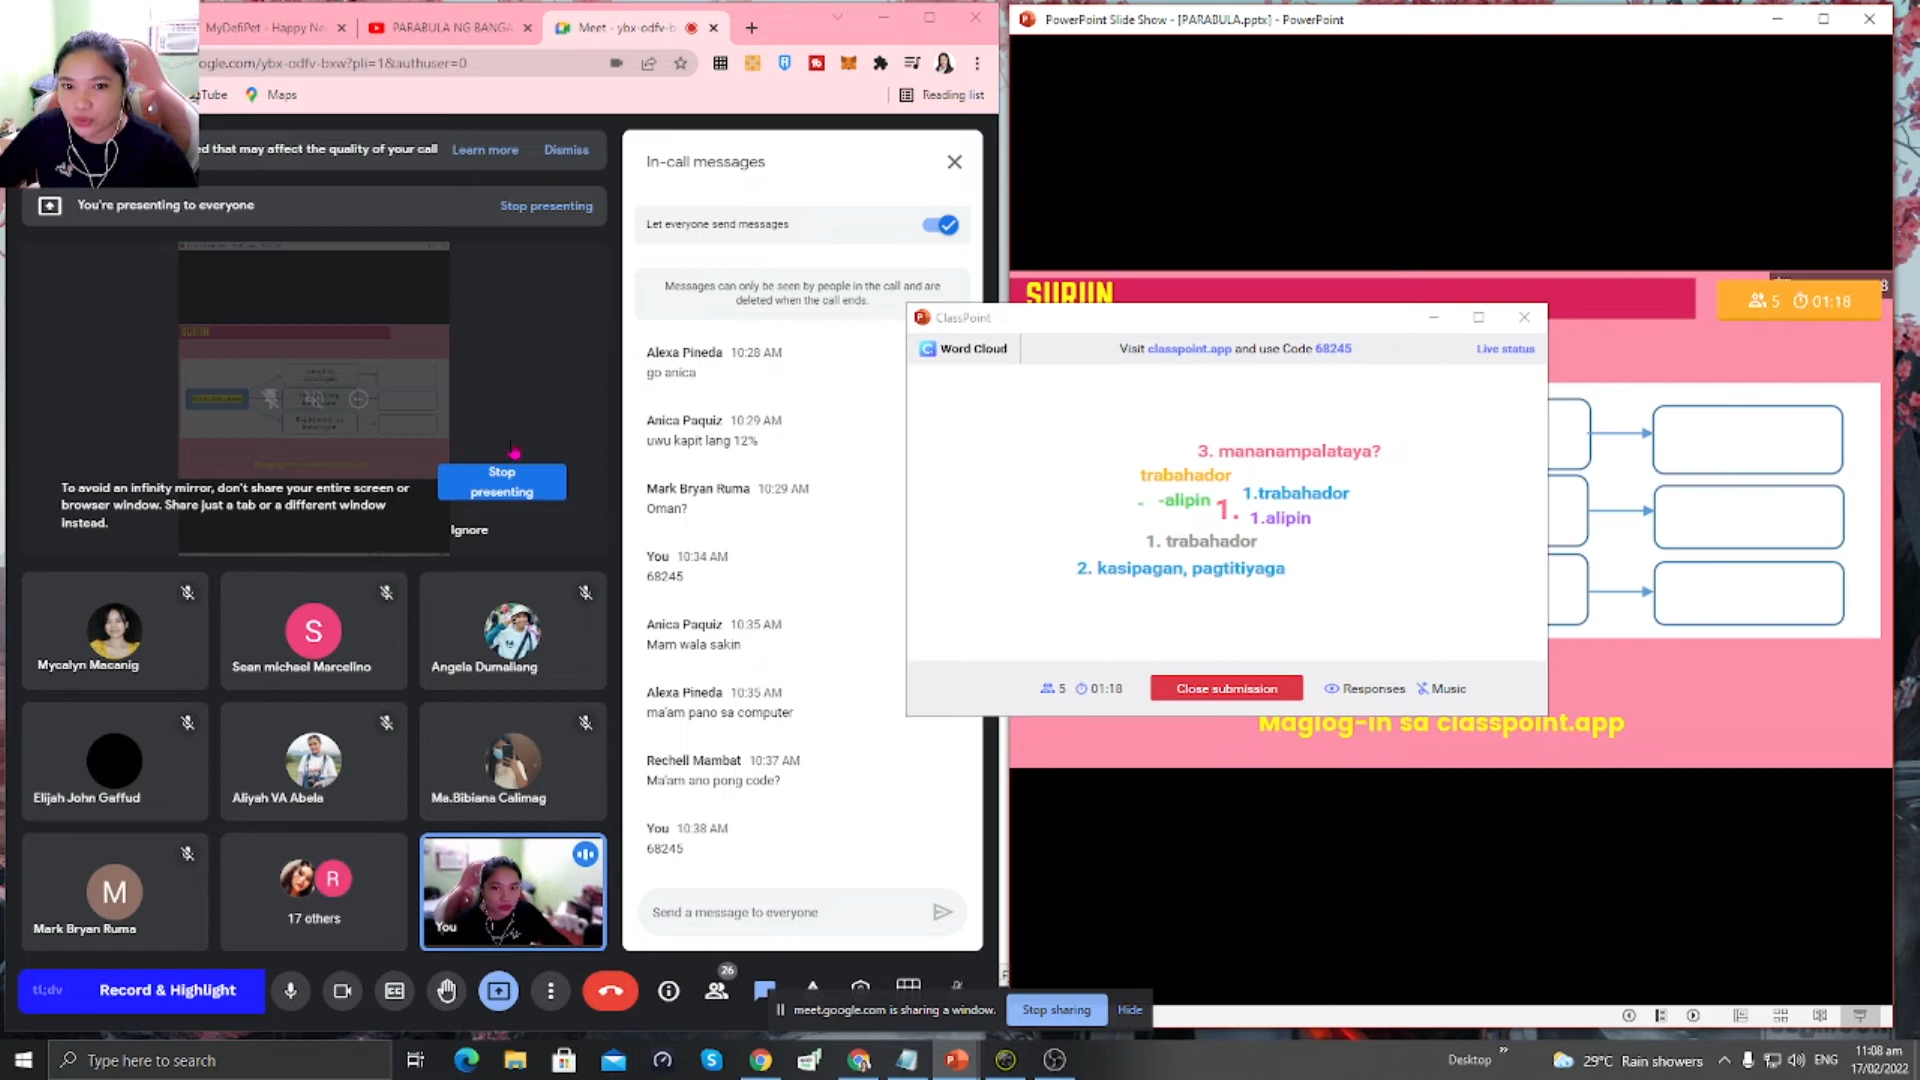 MyDefiPet - Happy Ne
PARABULA NG BANGA
Meet - ybx-odfv-b
ogle.com/ybx-odfv-bxw?pli=1&authuser=0
Tube
Maps
Reading list
ed that may affect the quality of your call
Learn more
Dismiss
You're presenting to everyone
Stop presenting
To avoid an infinity mirror, don't share your entire screen or
browser window. Share just a tab or a different window
instead.
Stop
presenting
Ignore
Mycalyn Macanig
S
Sean michael Marcelino
Angela Dumaliang
Elijah John Gaffud
Aliyah VA Abela
Ma.Bibiana Calimag
M
Mark Bryan Ruma
R
17 others
You
tl;dv
Record & Highlight
26
In-call messages
Let everyone send messages
Messages can only be seen by people in the call and are
deleted when the call ends.
Alexa Pineda 10:28 AM
go anica
Anica Paquiz 10:29 AM
uwu kapit lang 12%
Mark Bryan Ruma 10:29 AM
Oman?
You 10:34 AM
68245
Anica Paquiz 10:35 AM
Mam wala sakin
Alexa Pineda 10:35 AM
ma'am pano sa computer
Rechell Mambat 10:37 AM
Ma'am ano pong code?
You 10:38 AM
68245
Send a message to everyone
meet.google.com is sharing a window.
Stop sharing
Hide
PowerPoint Slide Show - [PARABULA.pptx] - PowerPoint
SURIIN
5 01:18
ClassPoint
Word Cloud
Visit classpoint.app and use Code 68245
Live status
3. mananampalataya?
trabahador
- -alipin
1.
1.trabahador
1.alipin
1. trabahador
2. kasipagan, pagtitiyaga
5 01:18
Close submission
Responses
Music
Maglog-in sa classpoint.app
Type here to search
Desktop
29°C Rain showers
ENG
11:08 am
17/02/2022